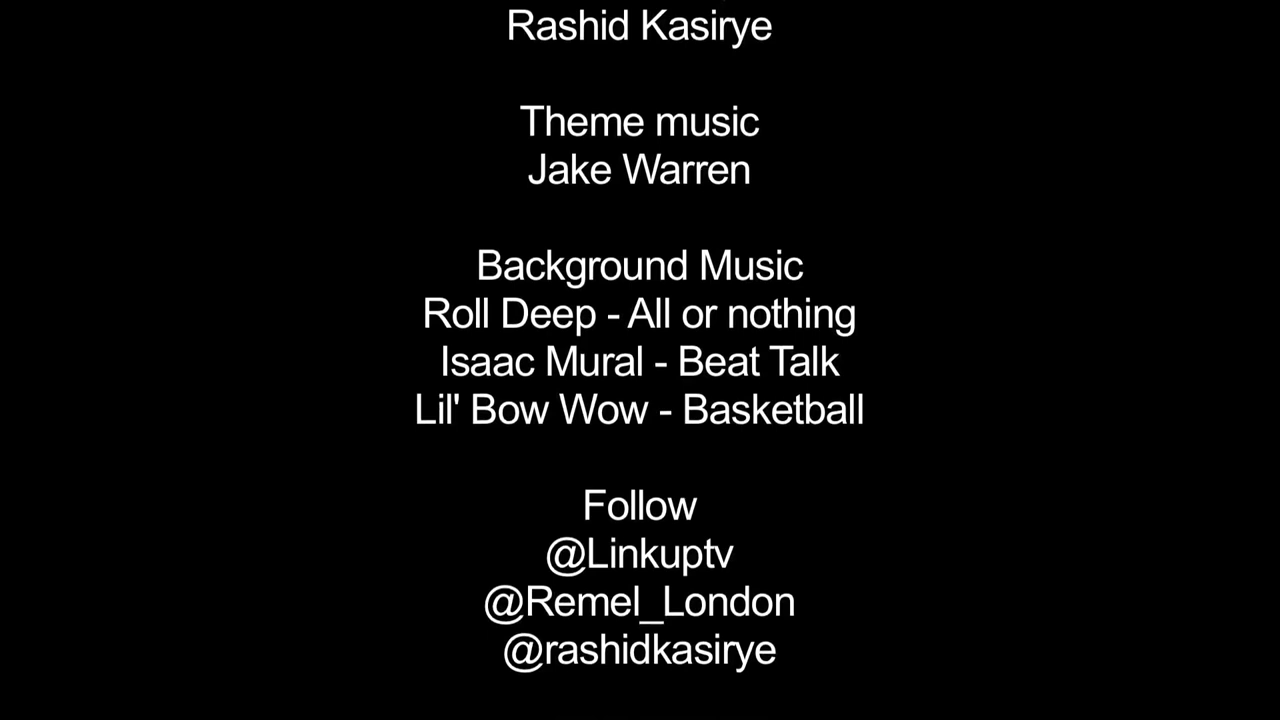 Rashid Kasirye
Theme music
Jake Warren
Background Music
Roll Deep - All or nothing
Isaac Mural - Beat Talk
Lil' Bow Wow - Basketball
Follow
@Linkuptv
@Remel_London
@rashidkasirye